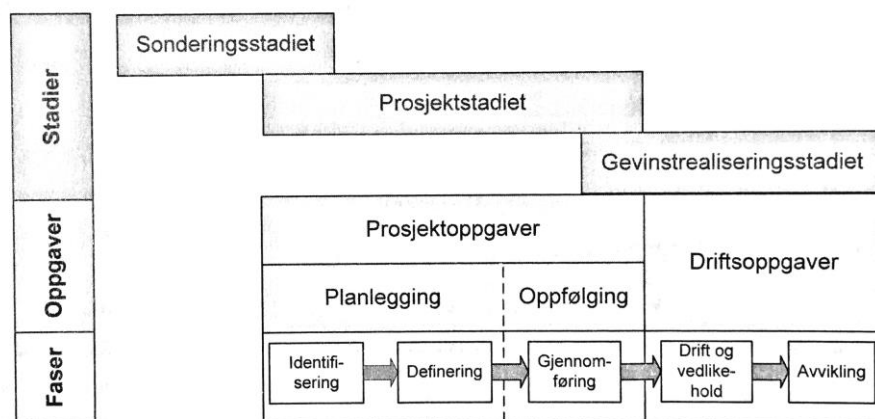 Stadier
Sonderingsstadiet
Prosjektstadiet
Gevinstrealiseringsstadiet
Oppgaver
Prosjektoppgaver
Driftsoppgaver
Planlegging
Oppfølging
Faser
Identifi-
sering
Definering
Gjennom-
føring
Drift og
vedlike-
hold
Avvikling